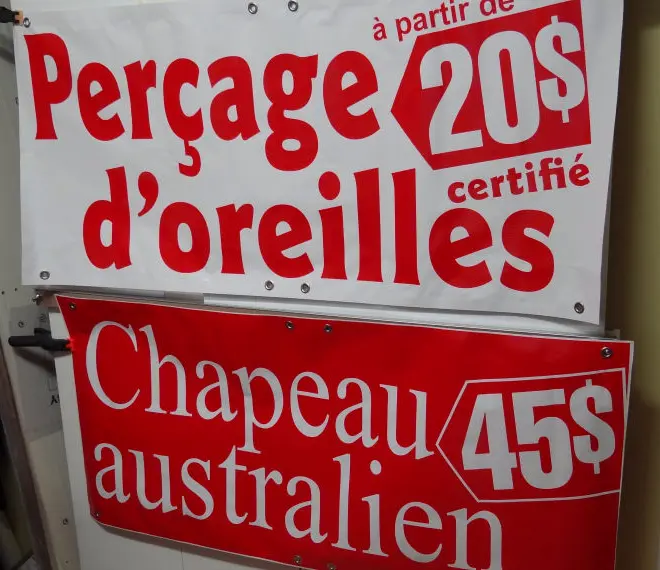 à partir de
Perçage 20$
certifié
d'oreilles
Chapeau 45$
australien